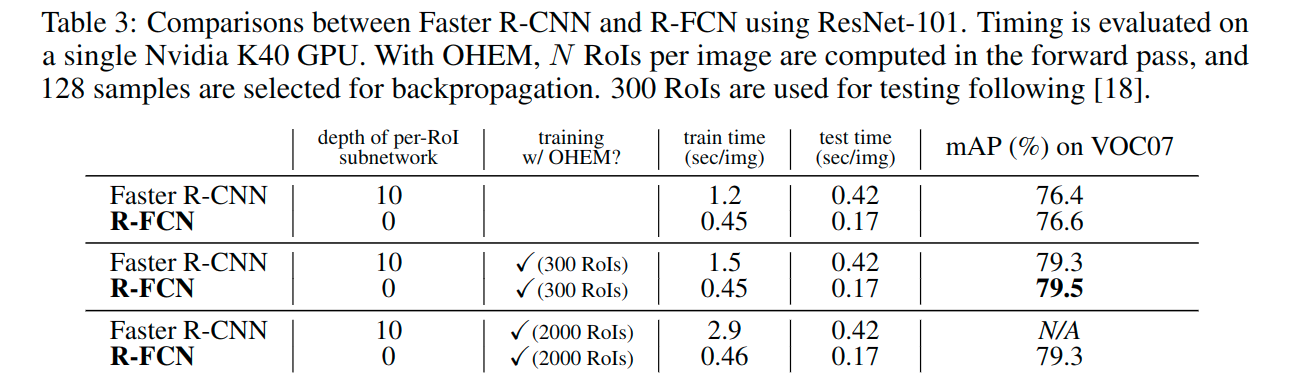 Table 3: Comparisons between Faster R-CNN and R-FCN using ResNet-101. Timing is evaluated on
a single Nvidia K40 GPU. With OHEM, N RoIs per image are computed in the forward pass, and
128 samples are selected for backpropagation. 300 RoIs are used for testing following [18].
depth of per-RoI subnetwork | training w/ OHEM? | train time (sec/img) | test time (sec/img) | mAP (%) on VOC07
Faster R-CNN | 10 | | 1.2 | 0.42 | 76.4
R-FCN | 0 | | 0.45 | 0.17 | 76.6
Faster R-CNN | 10 | ✓(300 RoIs) | 1.5 | 0.42 | 79.3
R-FCN | 0 | ✓(300 RoIs) | 0.45 | 0.17 | 79.5
Faster R-CNN | 10 | ✓(2000 RoIs) | 2.9 | 0.42 | N/A
R-FCN | 0 | ✓(2000 RoIs) | 0.46 | 0.17 | 79.3